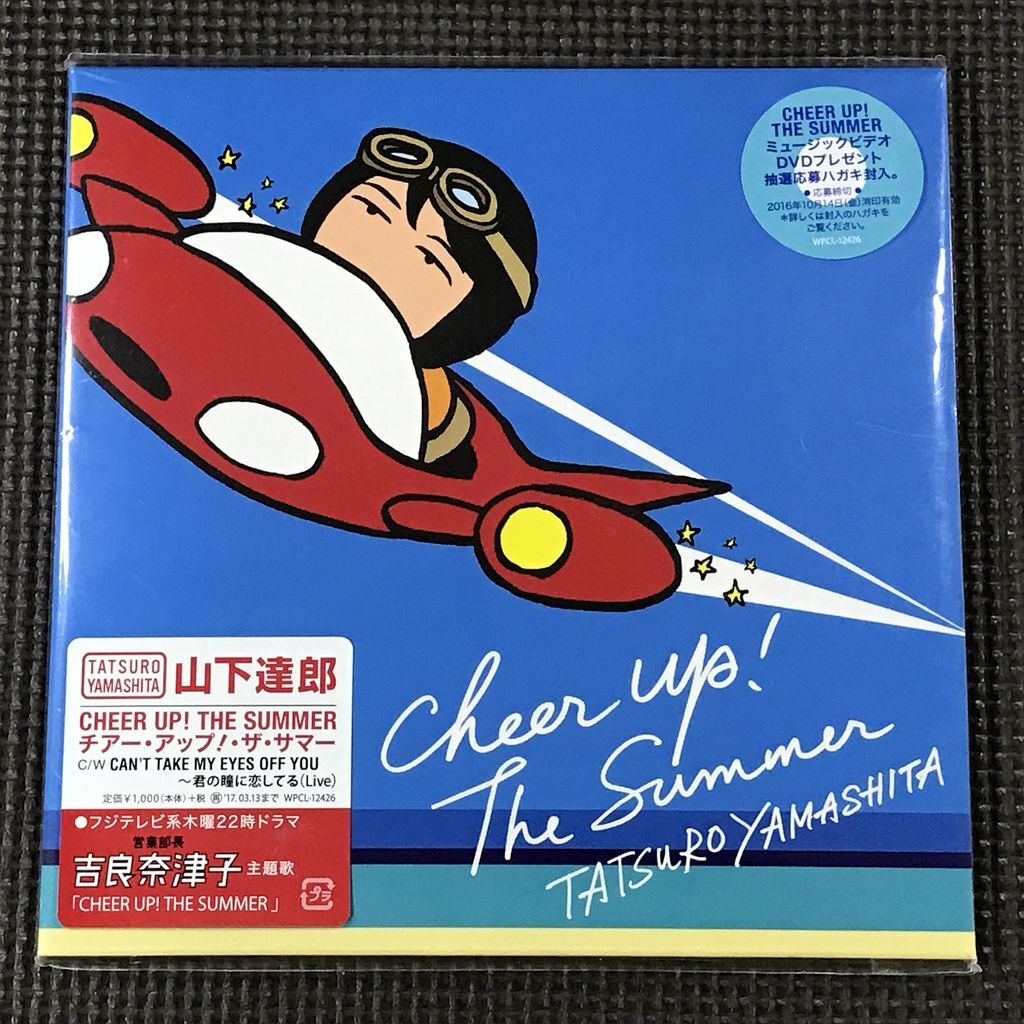 CHEER UP!
THE SUMMER
ミュージックビデオ
DVDプレゼント
抽選応募ハガキ封入。
●応募締切●
2016年10月14日(金)消印有効
*詳しくは封入のハガキを
ご覧ください。
WPCL-12426
Cheer up!
The Summer
TATSURO YAMASHITA
TATSURO
YAMASHITA
山下達郎
CHEER UP! THE SUMMER
チアー・アップ!・ザ・サマー
C/W CAN'T TAKE MY EYES OFF YOU
~君の瞳に恋してる(Live)
定価¥1,000(本体)+税 再'17.03.13まで WPCL-12426
●フジテレビ系木曜22時ドラマ
営業部長
吉良奈津子 主題歌
「CHEER UP! THE SUMMER」
プラ